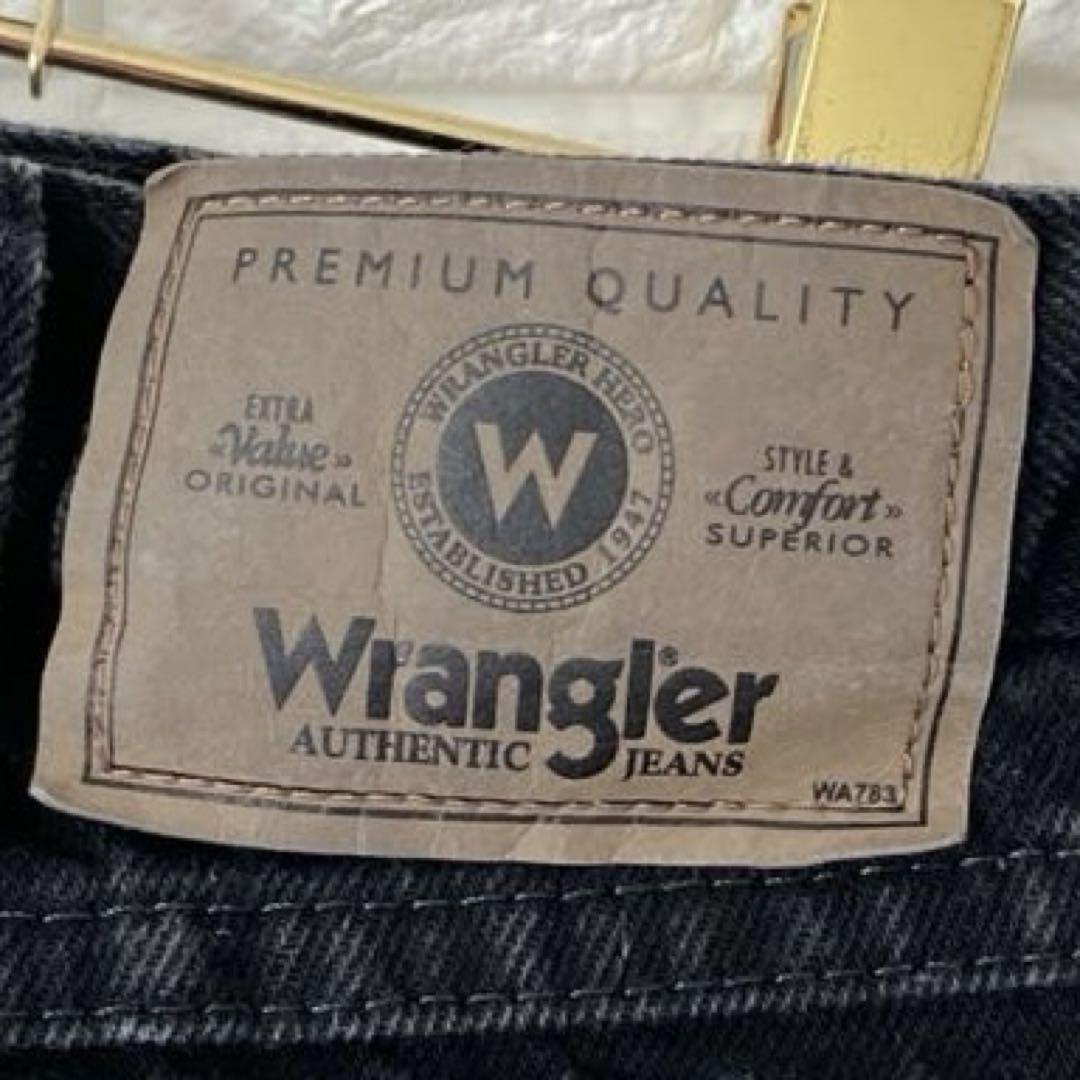 PREMIUM QUALITY
WRANGLER HERO
ESTABLISHED 1947
W
EXTRA
«Value»
ORIGINAL
STYLE &
«Comfort»
SUPERIOR
Wrangler®
AUTHENTIC JEANS
WA783